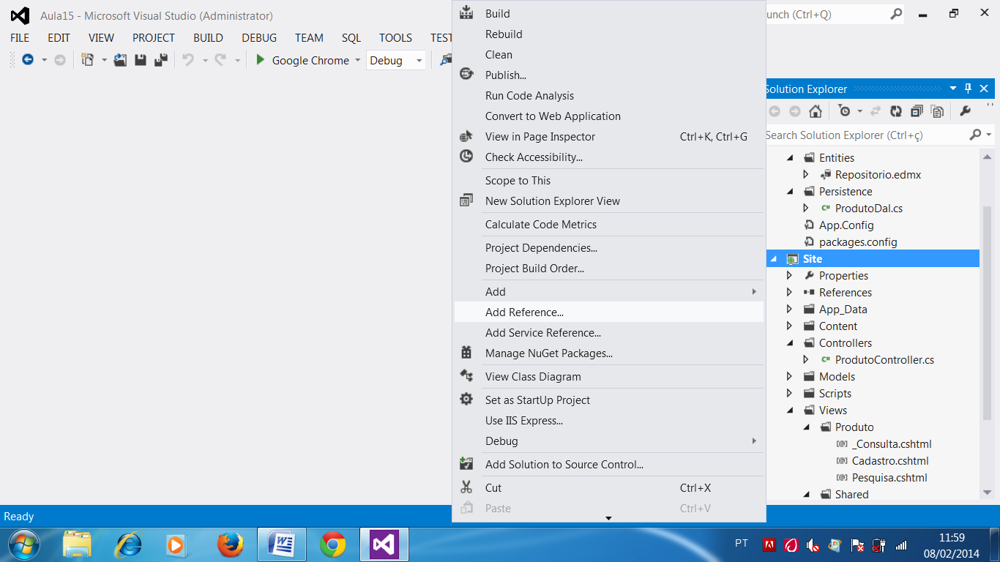 Aula15 - Microsoft Visual Studio (Administrator)
unch (Ctrl+Q)
FILE EDIT VIEW PROJECT BUILD DEBUG TEAM SQL TOOLS TEST
Google Chrome Debug
Build
Rebuild
Clean
Publish...
Run Code Analysis
Convert to Web Application
View in Page Inspector Ctrl+K, Ctrl+G
Check Accessibility...
Scope to This
New Solution Explorer View
Calculate Code Metrics
Project Dependencies...
Project Build Order...
Add
Add Reference...
Add Service Reference...
Manage NuGet Packages...
View Class Diagram
Set as StartUp Project
Use IIS Express...
Debug
Add Solution to Source Control...
Cut Ctrl+X
Paste Ctrl+V
Solution Explorer
Search Solution Explorer (Ctrl+ç)
Entities
Repositorio.edmx
Persistence
ProdutoDal.cs
App.Config
packages.config
Site
Properties
References
App_Data
Content
Controllers
ProdutoController.cs
Models
Scripts
Views
Produto
_Consulta.cshtml
Cadastro.cshtml
Pesquisa.cshtml
Shared
Ready
PT
11:59
08/02/2014